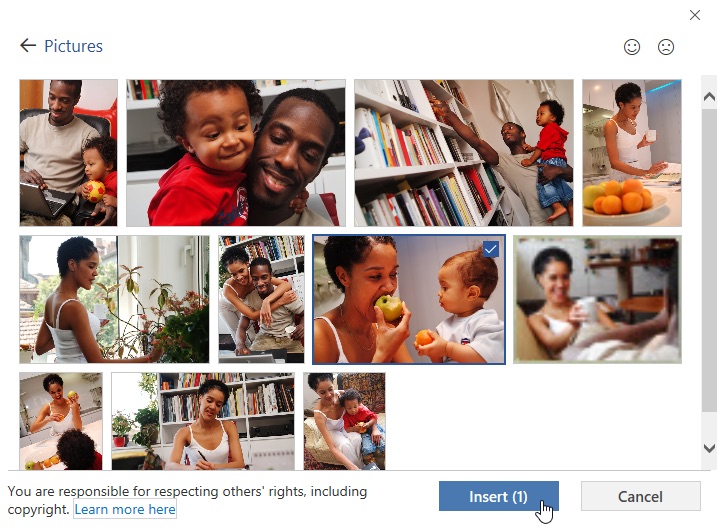 Pictures
You are responsible for respecting others' rights, including
copyright. Learn more here
Insert (1)
Cancel